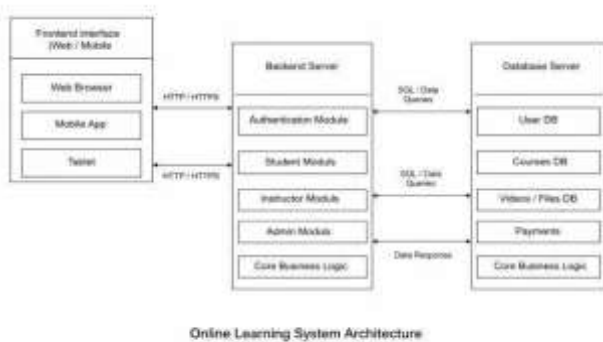 Frontend Interface
(Web / Mobile
Web Browser
Mobile App
Tablet
HTTP / HTTPS
HTTP / HTTPS
Backend Server
Authentication Module
Student Module
Instructor Module
Admin Module
Core Business Logic
SQL / Data
Queries
SQL / Data
Queries
Data Response
Database Server
User DB
Courses DB
Videos / Files DB
Payments
Core Business Logic
Online Learning System Architecture